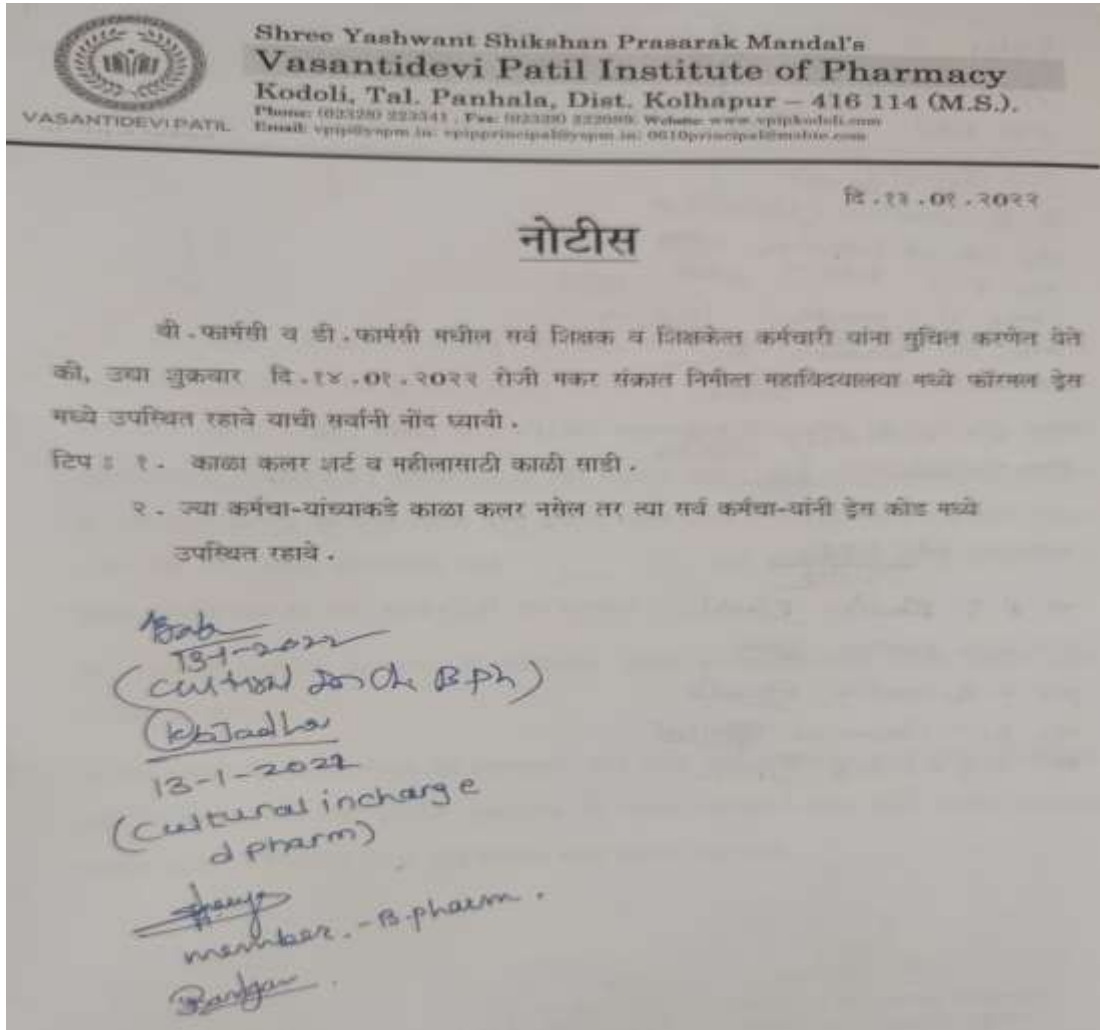 Shree Yashwant Shikshan Prasarak Mandal's
Vasantidevi Patil Institute of Pharmacy
Kodoli, Tal. Panhala, Dist. Kolhapur – 416 114 (M.S.).
VASANTIDEVI PATIL
दि.१३.०१.२०२२
नोटीस
बी.फार्मसी व डी.फार्मसी मधील सर्व शिक्षक व शिक्षकेत्त कर्मचारी यांना सुचित करणेत येते
की, उद्या शुक्रवार दि.१४.०१.२०२२ रोजी मकर संक्रात निमीत्त महाविदयालया मध्ये फॉरमल ड्रेस
मध्ये उपस्थित रहावे याची सर्वांनी नोंद घ्यावी.
टिप : १. काळा कलर शर्ट व महीलासाठी काळी साडी.
२. ज्या कर्मचा-यांच्याकडे काळा कलर नसेल तर त्या सर्व कर्मचा-यांनी ड्रेस कोड मध्ये
उपस्थित रहावे.
13-1-2022
(Cultural B.ph)
13-1-2022
(Cultural incharge
d pharm)
member.-B.pharm.